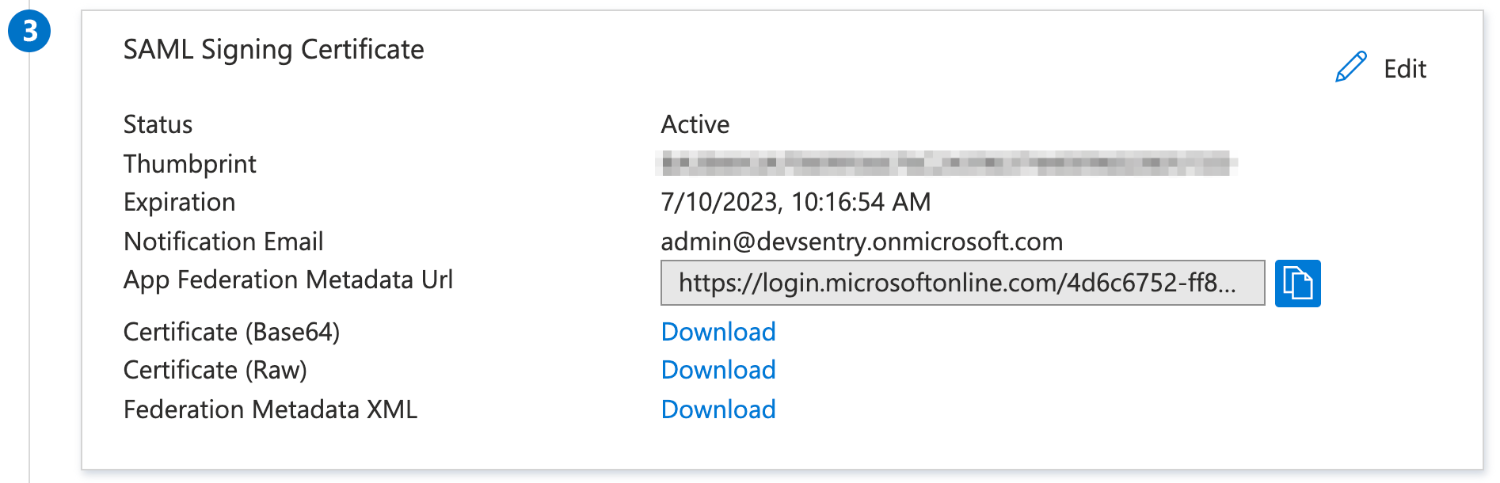 3
SAML Signing Certificate
Edit
Status Active
Thumbprint
Expiration 7/10/2023, 10:16:54 AM
Notification Email admin@devsentry.onmicrosoft.com
App Federation Metadata Url https://login.microsoftonline.com/4d6c6752-ff8...
Certificate (Base64) Download
Certificate (Raw) Download
Federation Metadata XML Download